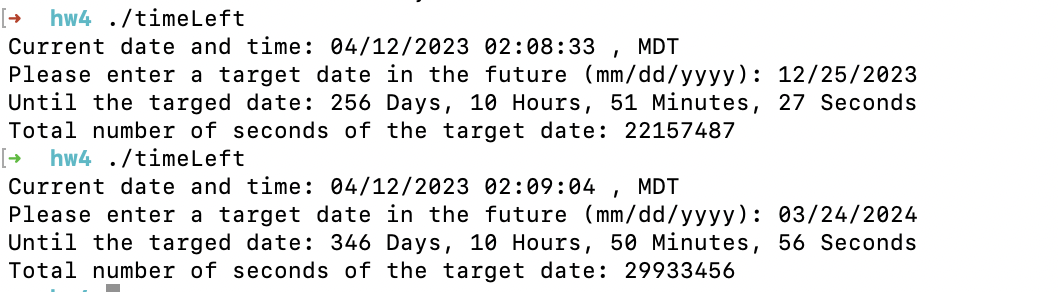 [→ hw4 ./timeLeft
Current date and time: 04/12/2023 02:08:33 , MDT
Please enter a target date in the future (mm/dd/yyyy): 12/25/2023
Until the targed date: 256 Days, 10 Hours, 51 Minutes, 27 Seconds
Total number of seconds of the target date: 22157487
[→ hw4 ./timeLeft
Current date and time: 04/12/2023 02:09:04 , MDT
Please enter a target date in the future (mm/dd/yyyy): 03/24/2024
Until the targed date: 346 Days, 10 Hours, 50 Minutes, 56 Seconds
Total number of seconds of the target date: 29933456